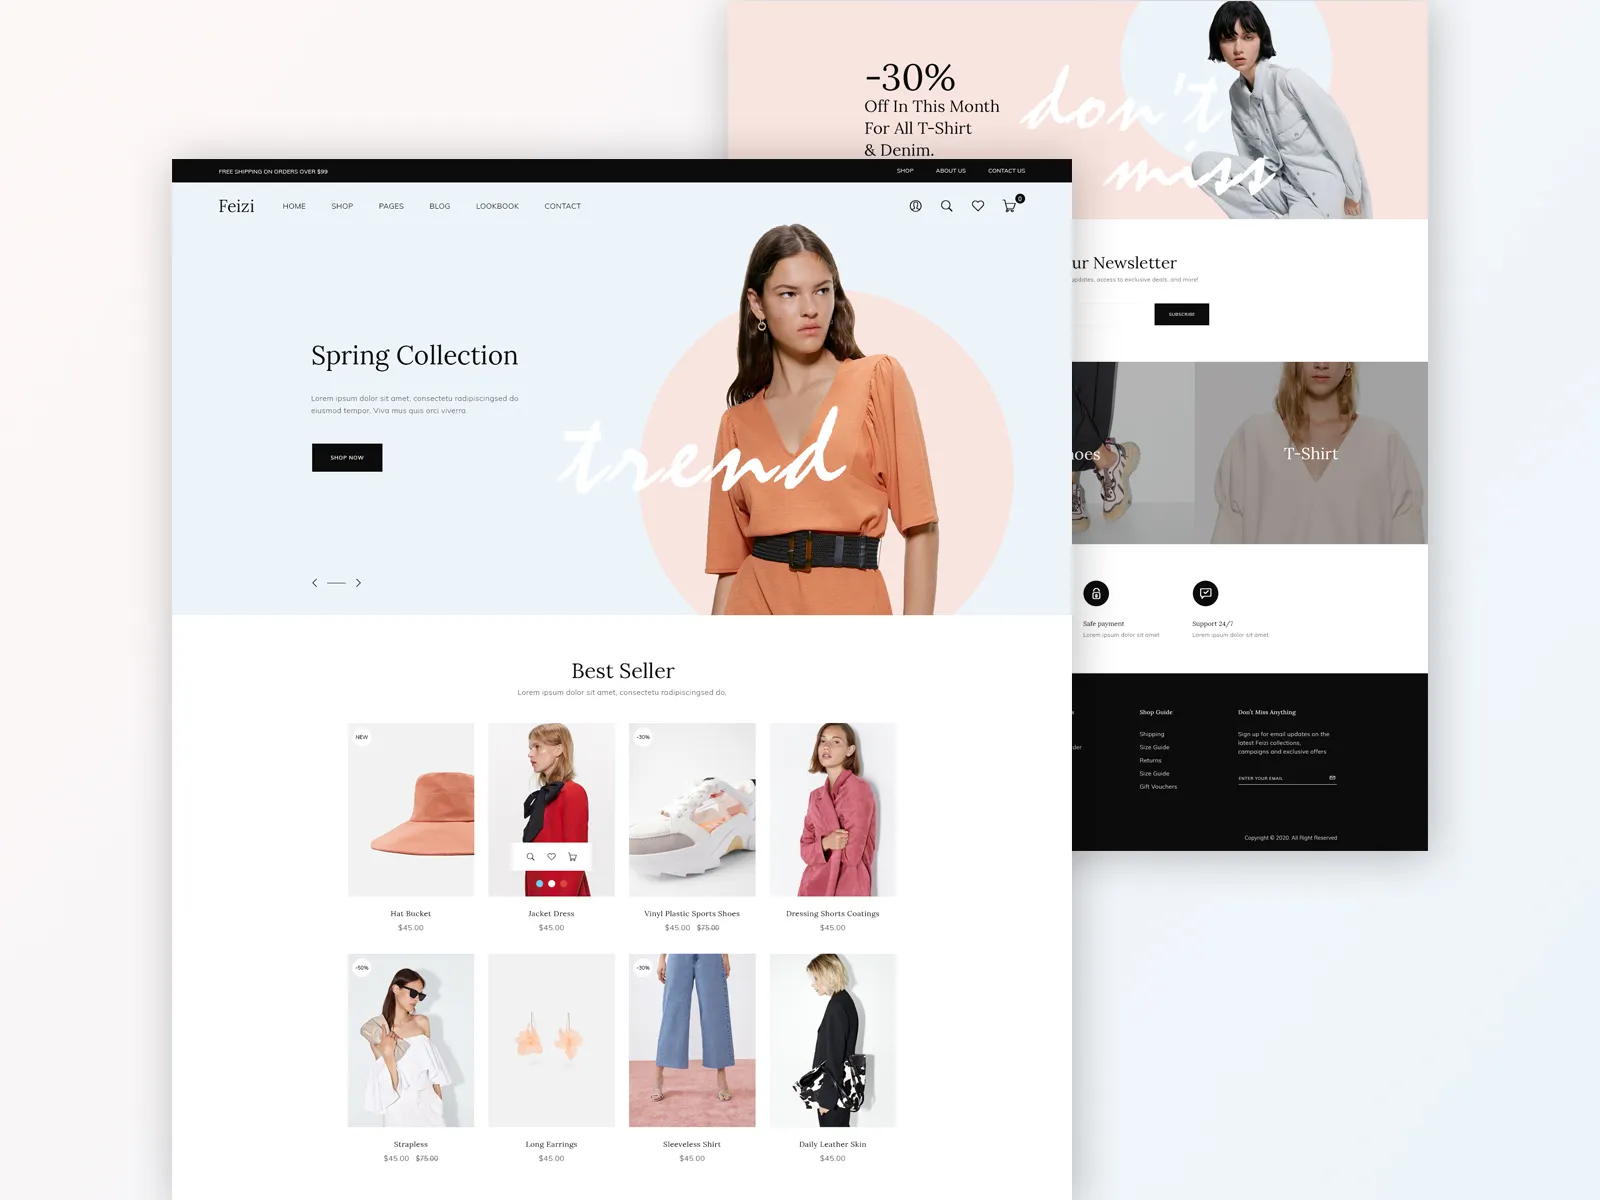 -30%
Off In This Month
For All T-Shirt
& Denim.
don't
miss
FREE SHIPPING ON ORDERS OVER $99
SHOP
ABOUT US
CONTACT US
Feizi
HOME
SHOP
PAGES
BLOG
LOOKBOOK
CONTACT
0
Spring Collection
Lorem ipsum dolor sit amet, consectetu radipiscingsed do
eiusmod tempor. Viva mus quis orci viverra
SHOP NOW
trend
Best Seller
Lorem ipsum dolor sit amet, consectetu radipiscingsed do.
NEW
-30%
Hat Bucket
$45.00
Jacket Dress
$45.00
Vinyl Plastic Sports Shoes
$45.00 $75.00
Dressing Shorts Coatings
$45.00
-50%
-30%
Strapless
$45.00 $75.00
Long Earrings
$45.00
Sleeveless Shirt
$45.00
Daily Leather Skin
$45.00
ur Newsletter
updates, access to exclusive deals, and more!
SUBSCRIBE
hoes
T-Shirt
Safe payment
Lorem ipsum dolor sit amet
Support 24/7
Lorem ipsum dolor sit amet
s
der
Shop Guide
Shipping
Size Guide
Returns
Size Guide
Gift Vouchers
Don't Miss Anything
Sign up for email updates on the
latest Feizi collections,
campaigns and exclusive offers
ENTER YOUR EMAIL
Copyright © 2020. All Right Reserved